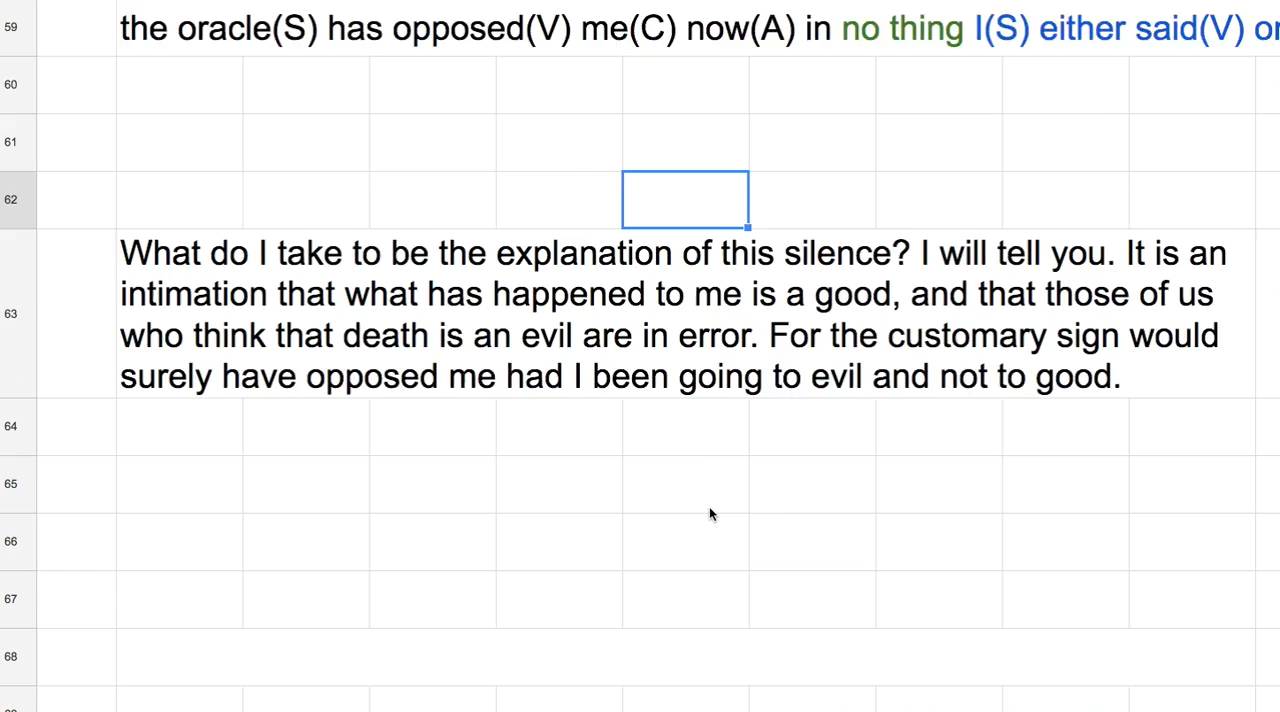 59
the oracle(S) has opposed(V) me(C) now(A) in no thing I(S) either said(V) or
60
61
62
63
What do I take to be the explanation of this silence? I will tell you. It is an
intimation that what has happened to me is a good, and that those of us
who think that death is an evil are in error. For the customary sign would
surely have opposed me had I been going to evil and not to good.
64
65
66
67
68